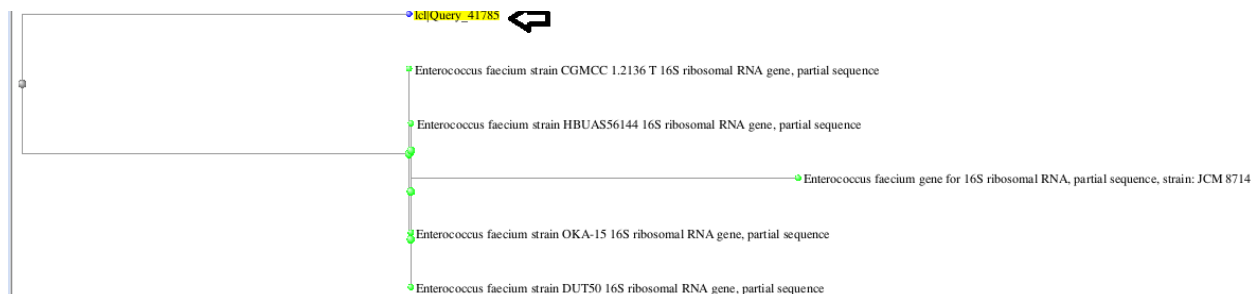 lcl|Query_41785
Enterococcus faecium strain CGMCC 1.2136 T 16S ribosomal RNA gene, partial sequence
Enterococcus faecium strain HBUAS56144 16S ribosomal RNA gene, partial sequence
Enterococcus faecium gene for 16S ribosomal RNA, partial sequence, strain: JCM 8714
Enterococcus faecium strain OKA-15 16S ribosomal RNA gene, partial sequence
Enterococcus faecium strain DUT50 16S ribosomal RNA gene, partial sequence